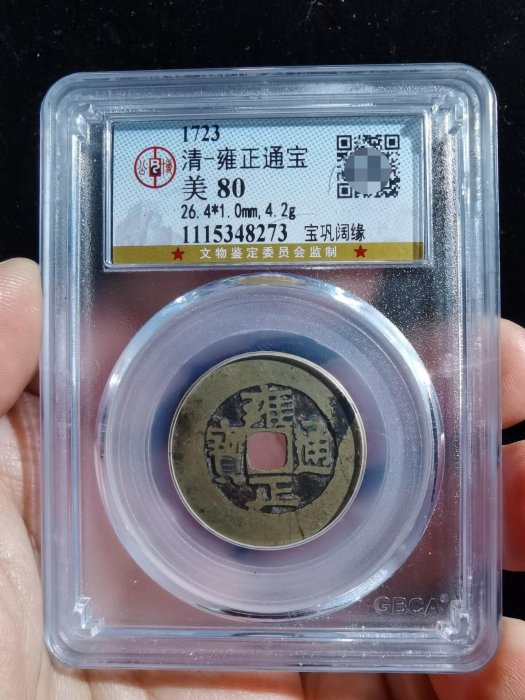 1723
清-雍正通宝
美 80
26.4*1.0mm,4.2g
1115348273 宝巩阔缘
★ 文物鉴定委员会监制 ★
雍
寶 通
正
GBCA